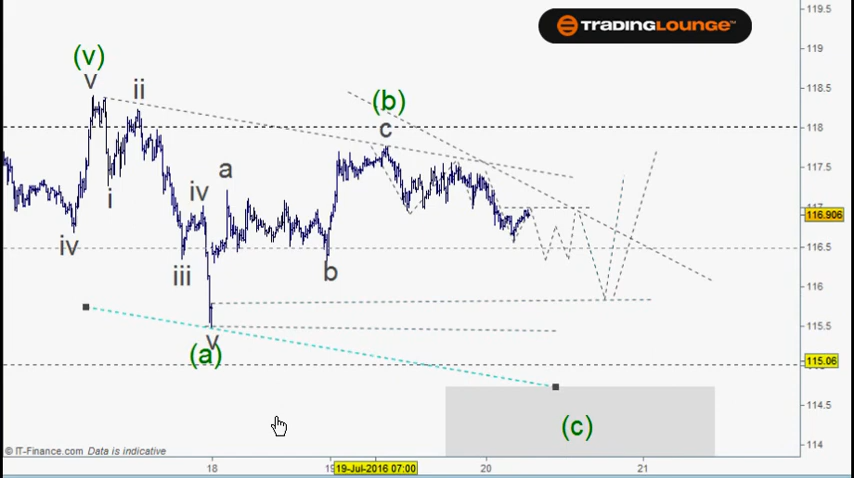 TRADINGLOUNGE™
(v)
v
ii
i
iv
iii
iv
a
v
(a)
b
(b)
c
(c)
119.5
119
118.5
118
117.5
117
116.906
116.5
116
115.5
115.06
114.5
114
© IT-Finance.com Data is indicative
18
19
19-Jul-2016 07:00
20
21